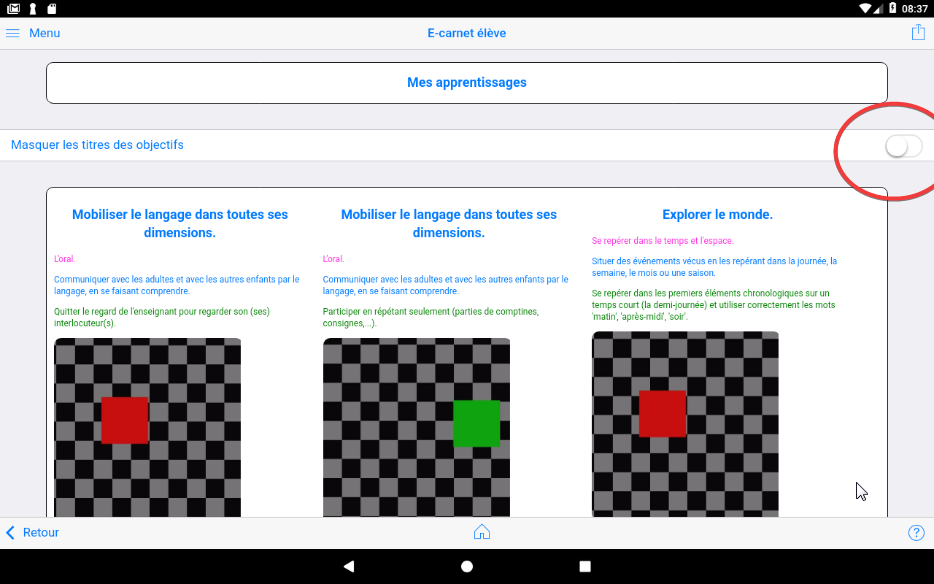 08:37
Menu
E-carnet élève
Mes apprentissages
Masquer les titres des objectifs
Mobiliser le langage dans toutes ses
dimensions.
L'oral.
Communiquer avec les adultes et avec les autres enfants par le
langage, en se faisant comprendre.
Quitter le regard de l'enseignant pour regarder son (ses)
interlocuteur(s).
Mobiliser le langage dans toutes ses
dimensions.
L'oral.
Communiquer avec les adultes et avec les autres enfants par le
langage, en se faisant comprendre.
Participer en répétant seulement (parties de comptines,
consignes,...).
Explorer le monde.
Se repérer dans le temps et l'espace.
Situer des événements vécus en les repérant dans la journée, la
semaine, le mois ou une saison.
Se repérer dans les premiers éléments chronologiques sur un
temps court (la demi-journée) et utiliser correctement les mots
'matin', 'après-midi', 'soir'.
Retour
?